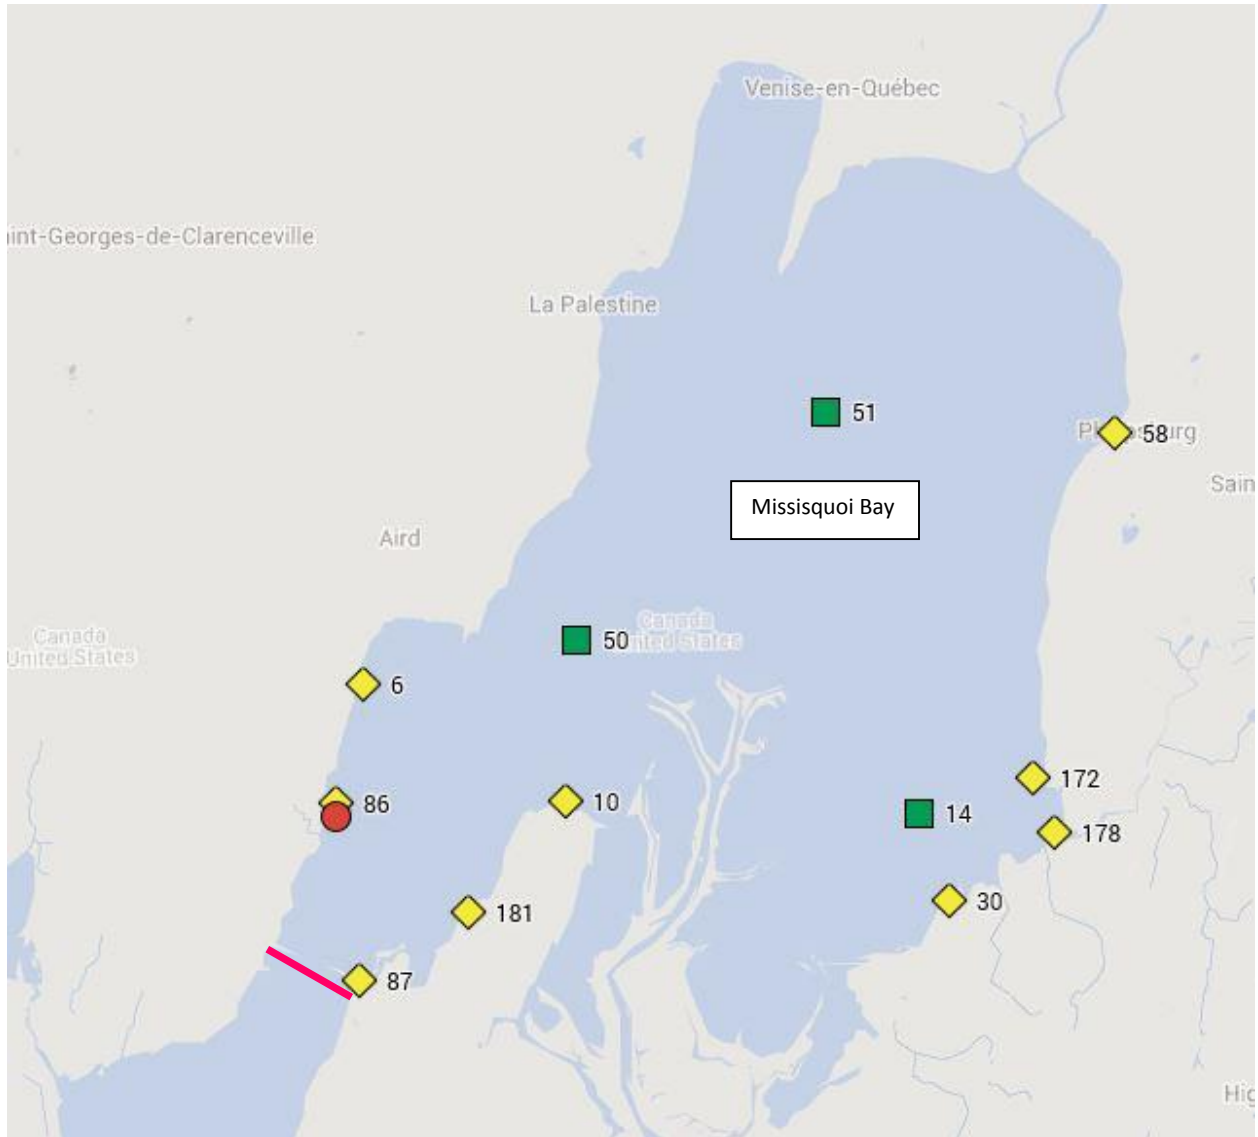 Venise-en-Québec
int-Georges-de-Clarenceville
La Palestine
51
58
Missisquoi Bay
Sain
Aird
Canada
United States
50
Canada
6
86
10
172
14
178
181
30
87
Hig